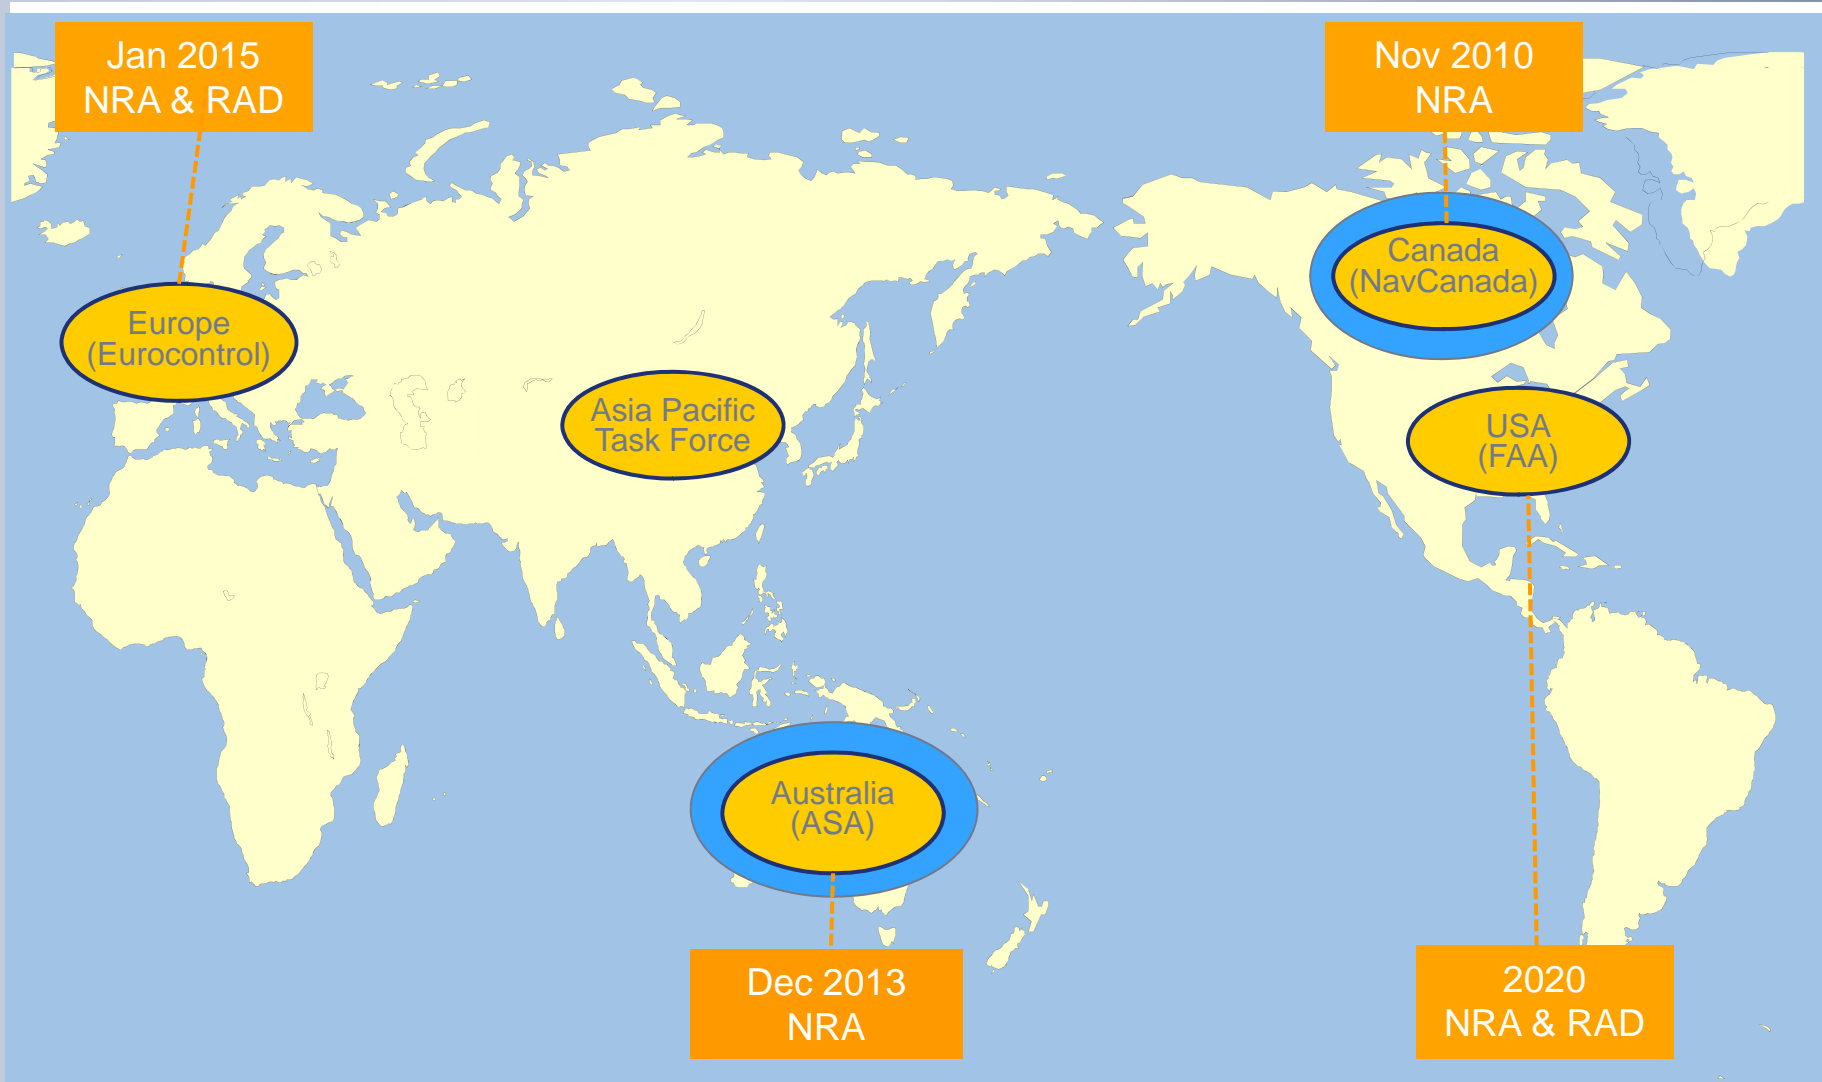 Jan 2015
NRA & RAD
Nov 2010
NRA
Canada
(NavCanada)
Europe
(Eurocontrol)
Asia Pacific
Task Force
USA
(FAA)
Australia
(ASA)
Dec 2013
NRA
2020
NRA & RAD